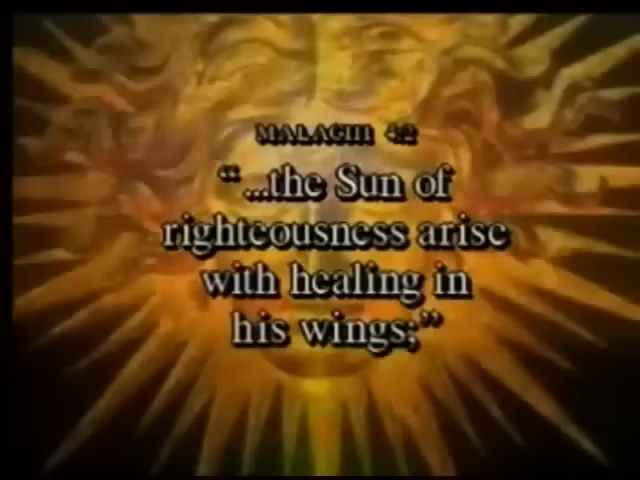 MALACHI 4:2
“...the Sun of
righteousness arise
with healing in
his wings;”